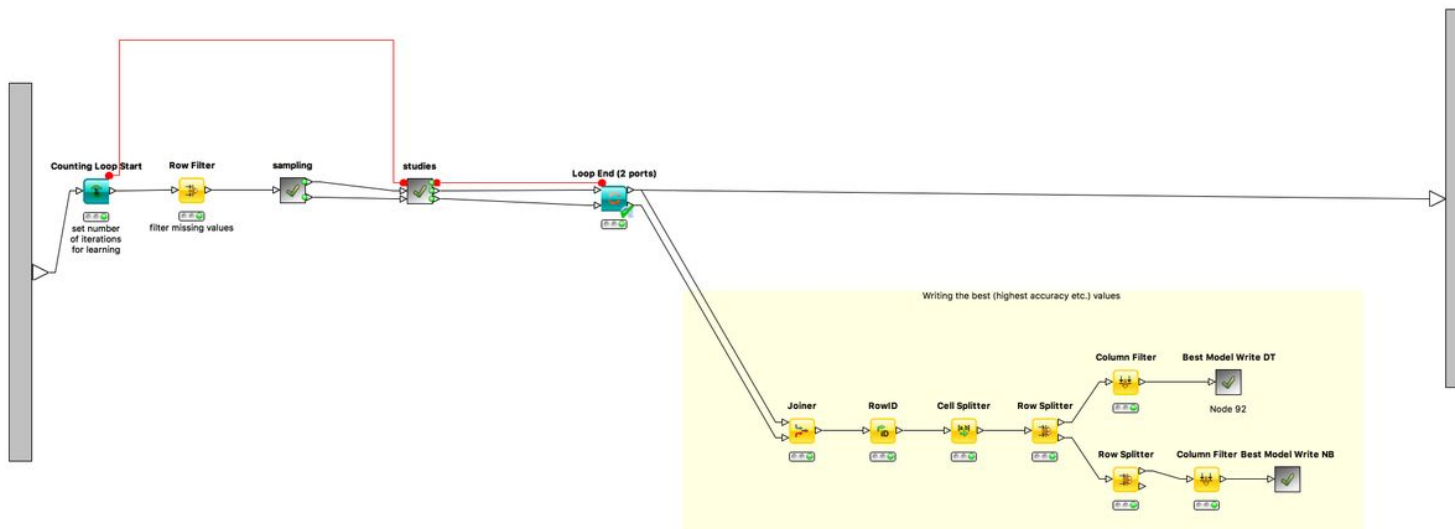 Counting Loop Start
set number
of iterations
for learning
Row Filter
filter missing values
sampling
studies
Loop End (2 ports)
Writing the best (highest accuracy etc.) values
Joiner
RowID
Cell Splitter
Row Splitter
Column Filter
Best Model Write DT
Node 92
Row Splitter
Column Filter
Best Model Write NB